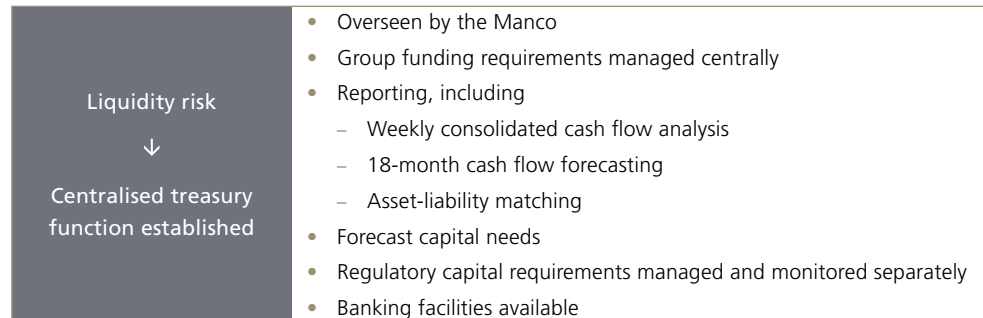 Liquidity risk
↓
Centralised treasury
function established
• Overseen by the Manco
• Group funding requirements managed centrally
• Reporting, including
– Weekly consolidated cash flow analysis
– 18-month cash flow forecasting
– Asset-liability matching
• Forecast capital needs
• Regulatory capital requirements managed and monitored separately
• Banking facilities available